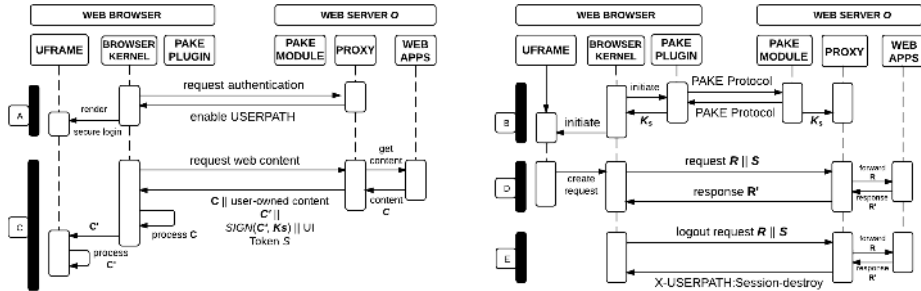 WEB BROWSER
WEB SERVER O
UFRAME
BROWSER
KERNEL
PAKE
PLUGIN
PAKE
MODULE
PROXY
WEB
APPS
A
request authentication
render
secure login
enable USERPATH
C
request web content
get
content
C || user-owned content
C' ||
SIGN(C', Ks) || UI
Token S
content
C
process C
C'
process
C'
WEB BROWSER
WEB SERVER O
UFRAME
BROWSER
KERNEL
PAKE
PLUGIN
PAKE
MODULE
PROXY
WEB
APPS
B
initiate
PAKE Protocol
PAKE Protocol
initiate
Ks
Ks
D
create
request
request R || S
forward
R
response R'
response
R'
E
logout request R || S
forward
R
response
R'
X-USERPATH:Session-destroy